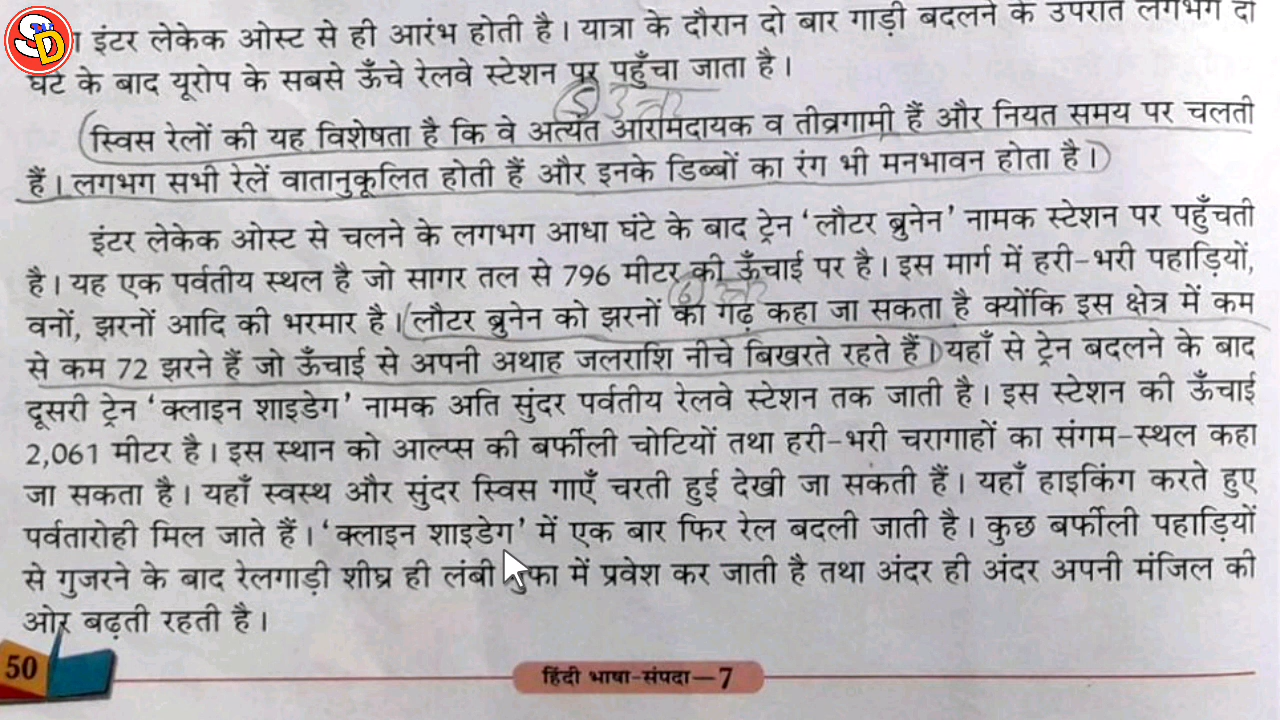 SD
इंटर लेकेक ओस्ट से ही आरंभ होती है। यात्रा के दौरान दो बार गाड़ी बदलने के उपरांत लगभग दो
घंटे के बाद यूरोप के सबसे ऊँचे रेलवे स्टेशन पर पहुँचा जाता है।
5 उत्तर
स्विस रेलों की यह विशेषता है कि वे अत्यंत आरामदायक व तीव्रगामी हैं और नियत समय पर चलती
हैं। लगभग सभी रेलें वातानुकूलित होती हैं और इनके डिब्बों का रंग भी मनभावन होता है।
इंटर लेकेक ओस्ट से चलने के लगभग आधा घंटे के बाद ट्रेन ‘लौटर ब्रुनेन’ नामक स्टेशन पर पहुँचती
है। यह एक पर्वतीय स्थल है जो सागर तल से 796 मीटर की ऊँचाई पर है। इस मार्ग में हरी-भरी पहाड़ियों,
6 उत्तर
वनों, झरनों आदि की भरमार है। लौटर ब्रुनेन को झरनों का गढ़ कहा जा सकता है क्योंकि इस क्षेत्र में कम
से कम 72 झरने हैं जो ऊँचाई से अपनी अथाह जलराशि नीचे बिखरते रहते हैं। यहाँ से ट्रेन बदलने के बाद
दूसरी ट्रेन ‘क्लाइन शाइडेग’ नामक अति सुंदर पर्वतीय रेलवे स्टेशन तक जाती है। इस स्टेशन की ऊँचाई
2,061 मीटर है। इस स्थान को आल्प्स की बर्फीली चोटियों तथा हरी-भरी चरागाहों का संगम-स्थल कहा
जा सकता है। यहाँ स्वस्थ और सुंदर स्विस गाएँ चरती हुई देखी जा सकती हैं। यहाँ हाइकिंग करते हुए
पर्वतारोही मिल जाते हैं। ‘क्लाइन शाइडेग’ में एक बार फिर रेल बदली जाती है। कुछ बर्फीली पहाड़ियों
से गुजरने के बाद रेलगाड़ी शीघ्र ही लंबी गुफा में प्रवेश कर जाती है तथा अंदर ही अंदर अपनी मंजिल की
ओर बढ़ती रहती है।
50
हिंदी भाषा-संपदा—7